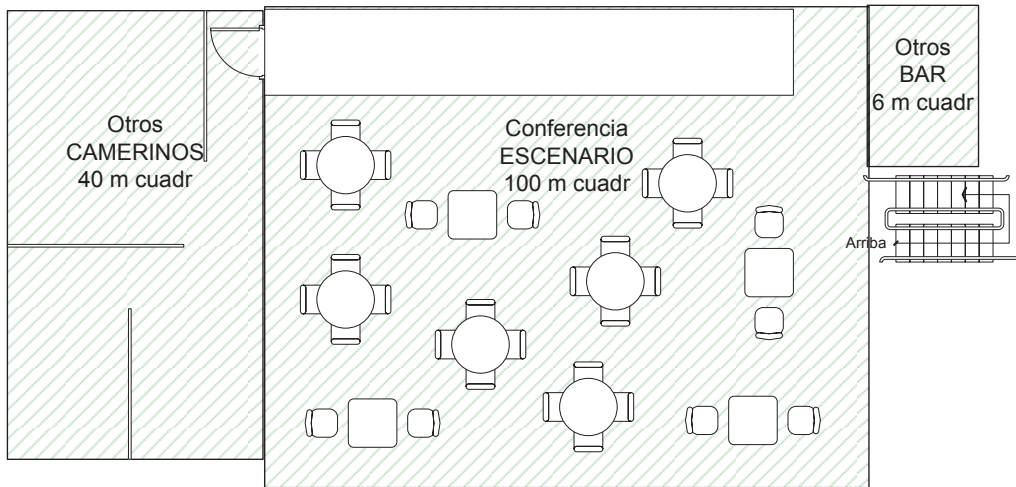 Otros
CAMERINOS
40 m cuadr
Conferencia
ESCENARIO
100 m cuadr
Otros
BAR
6 m cuadr
Arriba